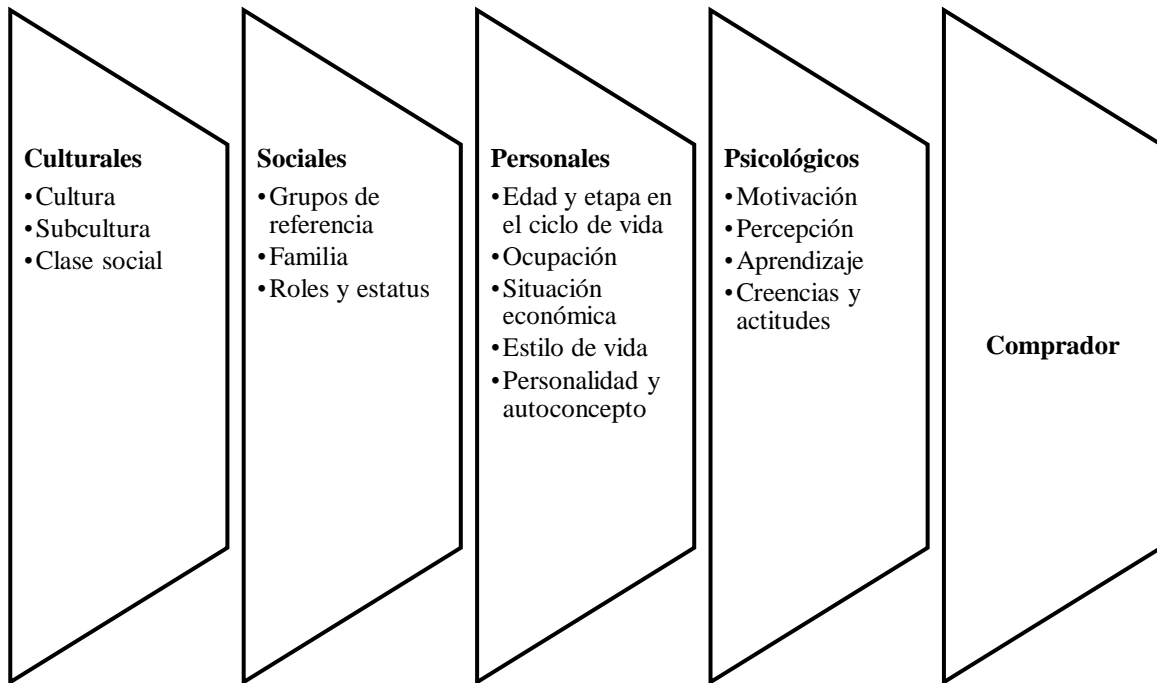 Culturales
•Cultura
•Subcultura
•Clase social
Sociales
•Grupos de
referencia
•Familia
•Roles y estatus
Personales
•Edad y etapa en
el ciclo de vida
•Ocupación
•Situación
económica
•Estilo de vida
•Personalidad y
autoconcepto
Psicológicos
•Motivación
•Percepción
•Aprendizaje
•Creencias y
actitudes
Comprador